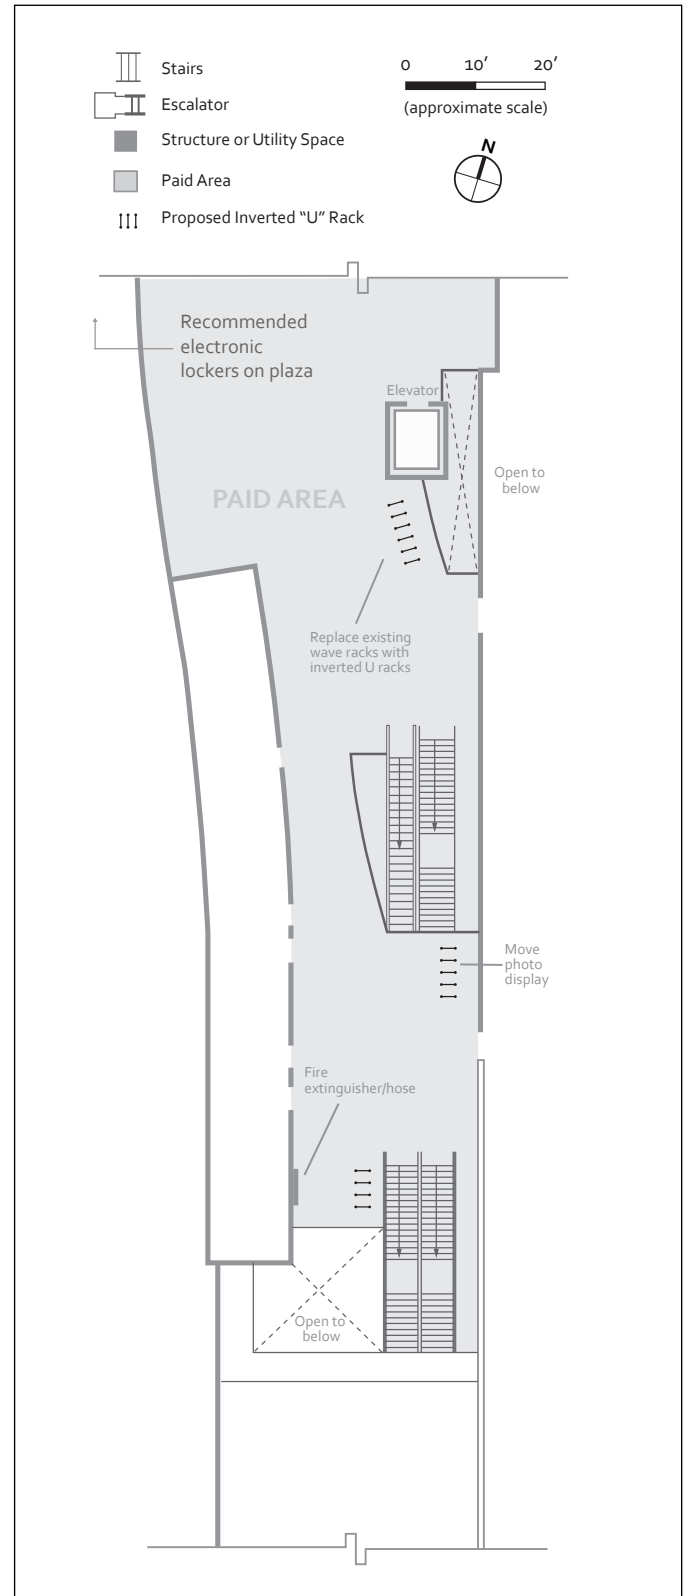 Stairs
Escalator
Structure or Utility Space
Paid Area
Proposed Inverted “U” Rack
0 10’ 20’
(approximate scale)
N
Recommended
electronic
lockers on plaza
Elevator
Open to
below
PAID AREA
Replace existing
wave racks with
inverted U racks
Move
photo
display
Fire
extinguisher/hose
Open to
below